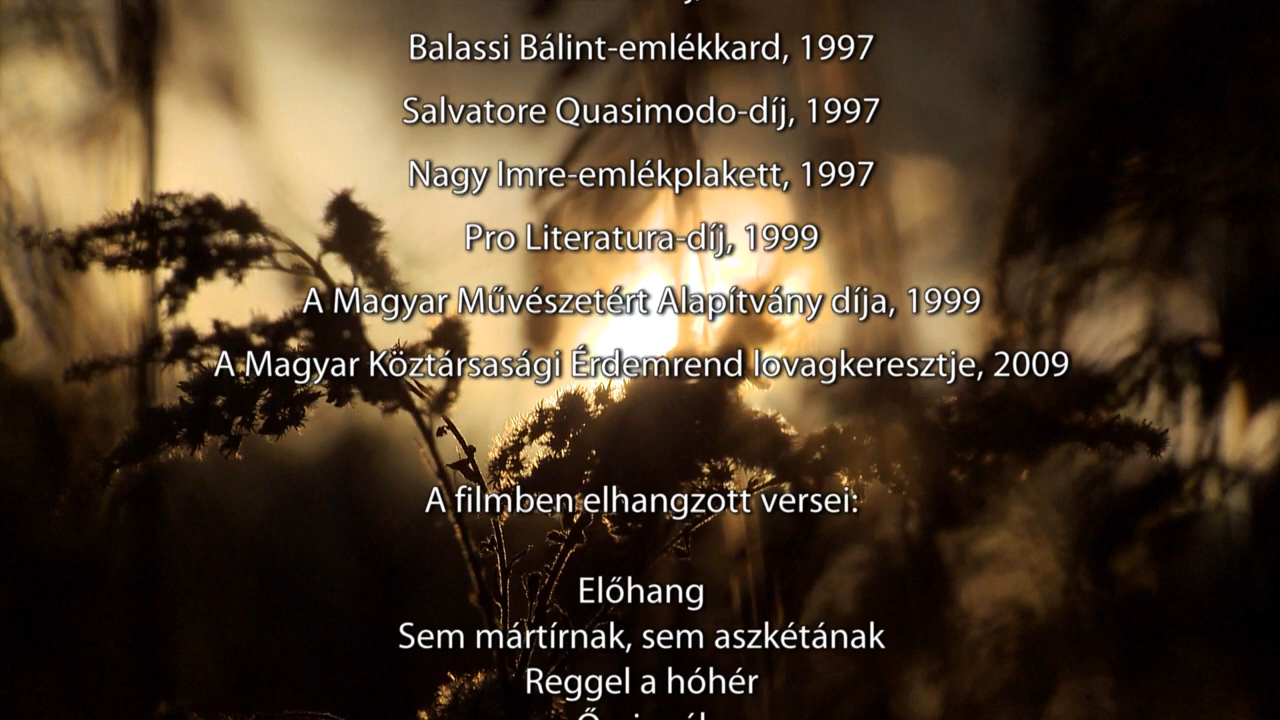 Balassi Bálint-emlékkard, 1997
Salvatore Quasimodo-díj, 1997
Nagy Imre-emlékplakett, 1997
Pro Literatura-díj, 1999
A Magyar Művészetért Alapítvány díja, 1999
A Magyar Köztársasági Érdemrend lovagkeresztje, 2009
A filmben elhangzott versei:
Előhang
Sem mártírnak, sem aszkétának
Reggel a hóhér